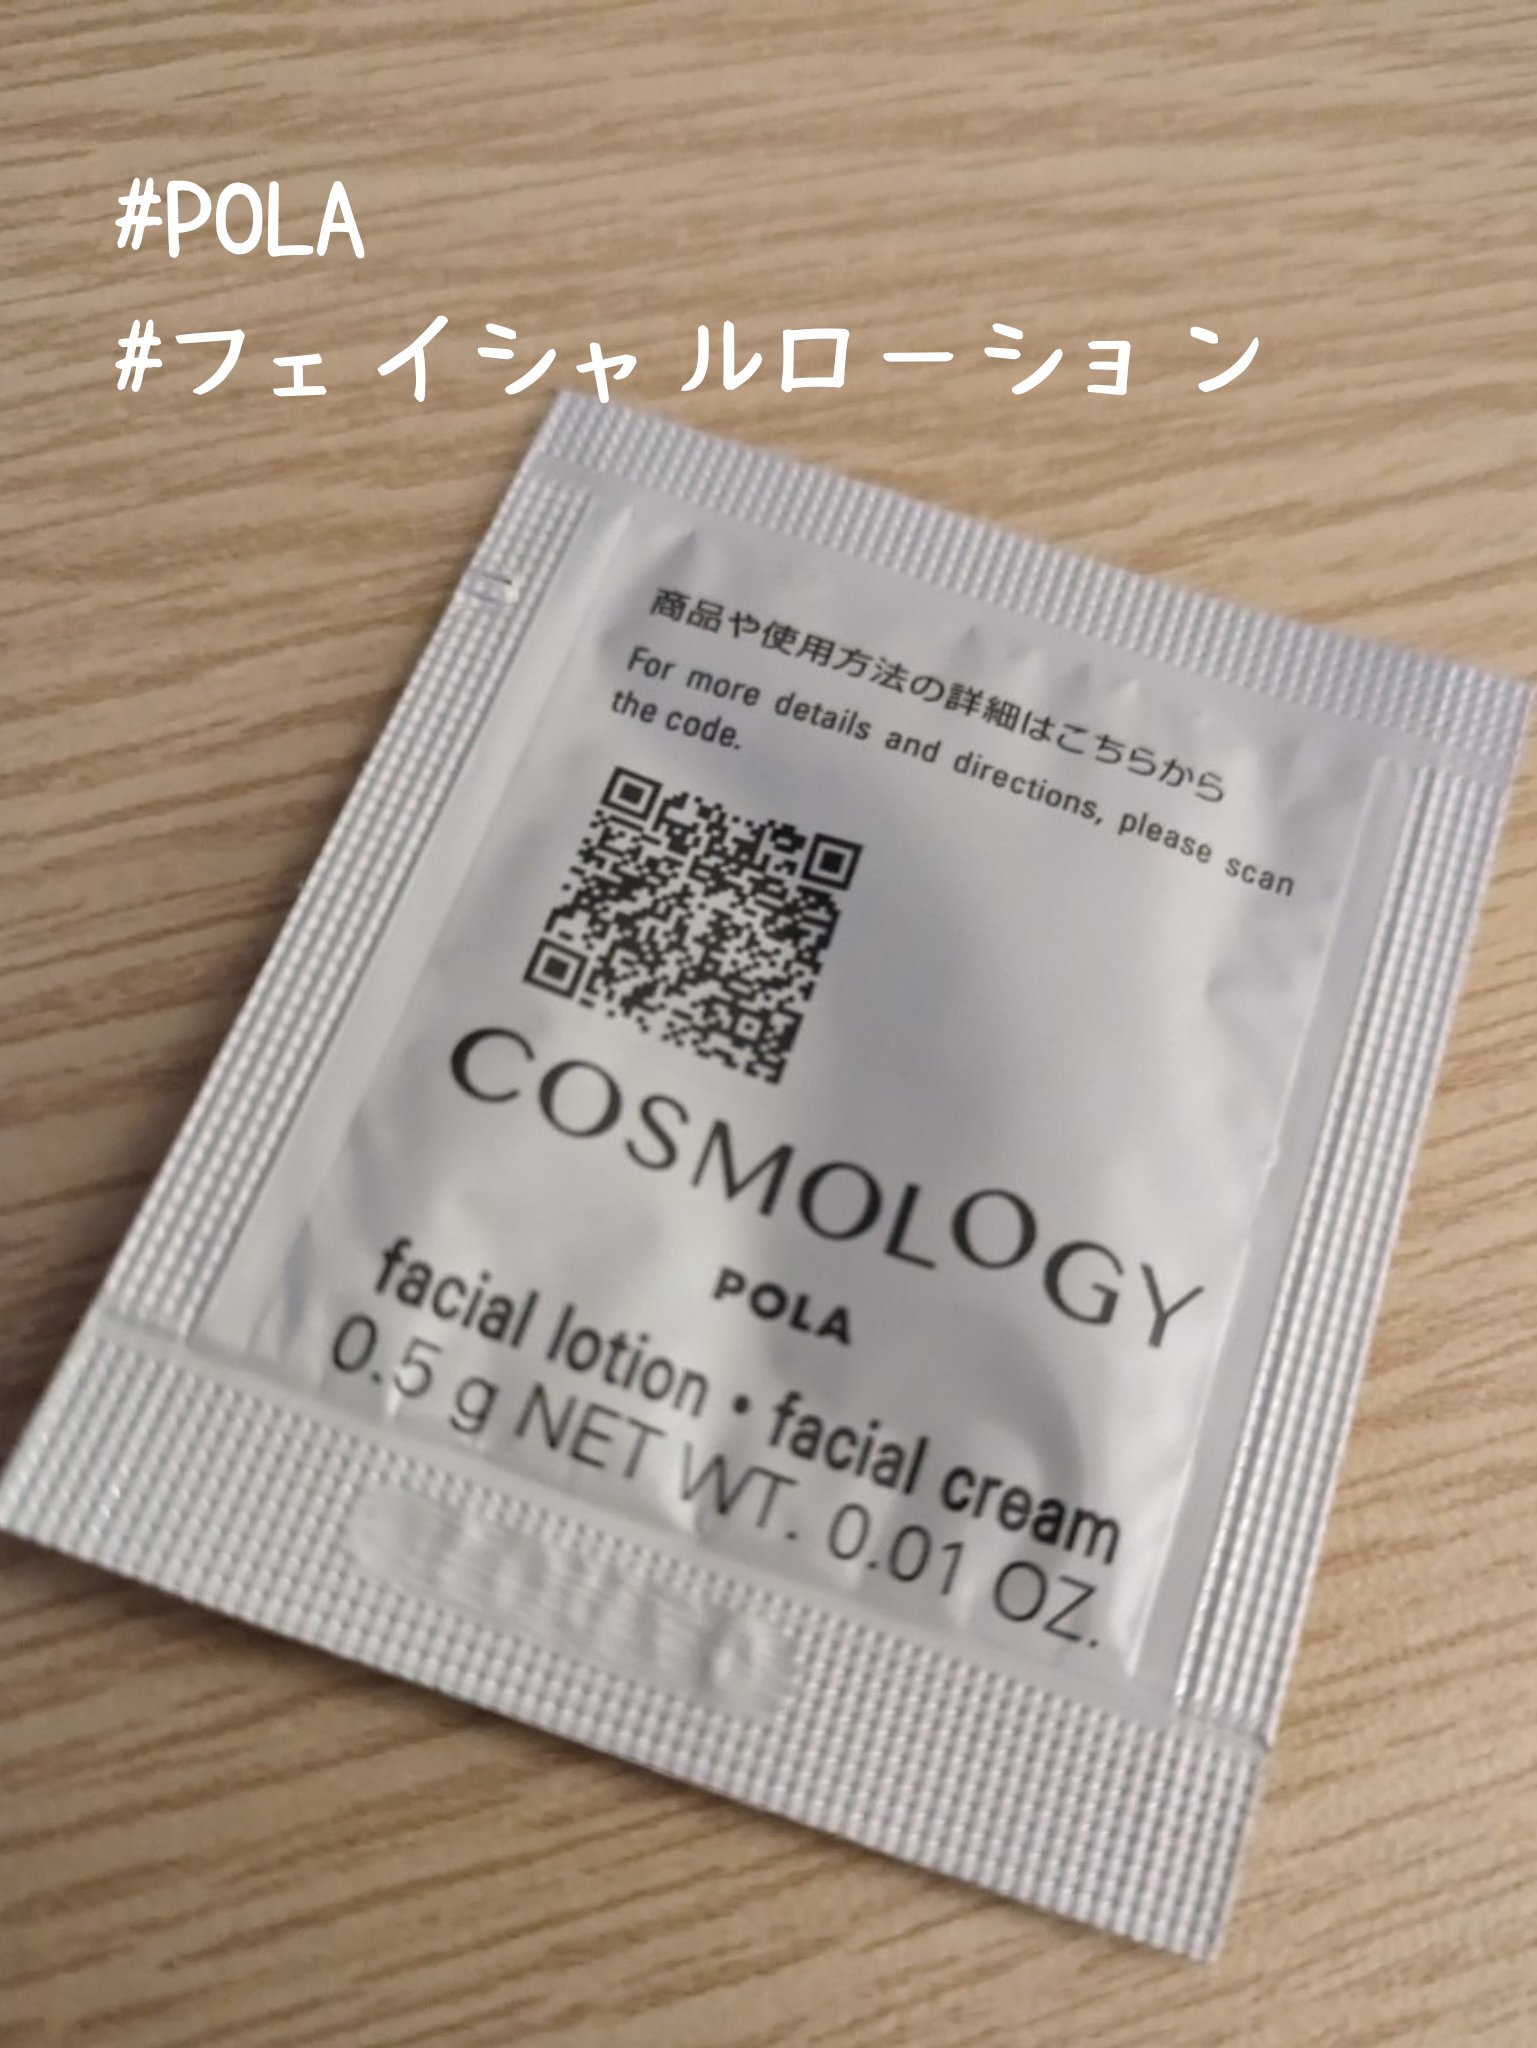 #POLA
#フェイシャルローション
商品や使用方法の詳細はこちらから
For more details and directions, please scan
the code.
COSMOLOGY
POLA
facial lotion・facial cream
0.5 g NET WT. 0.01 OZ.